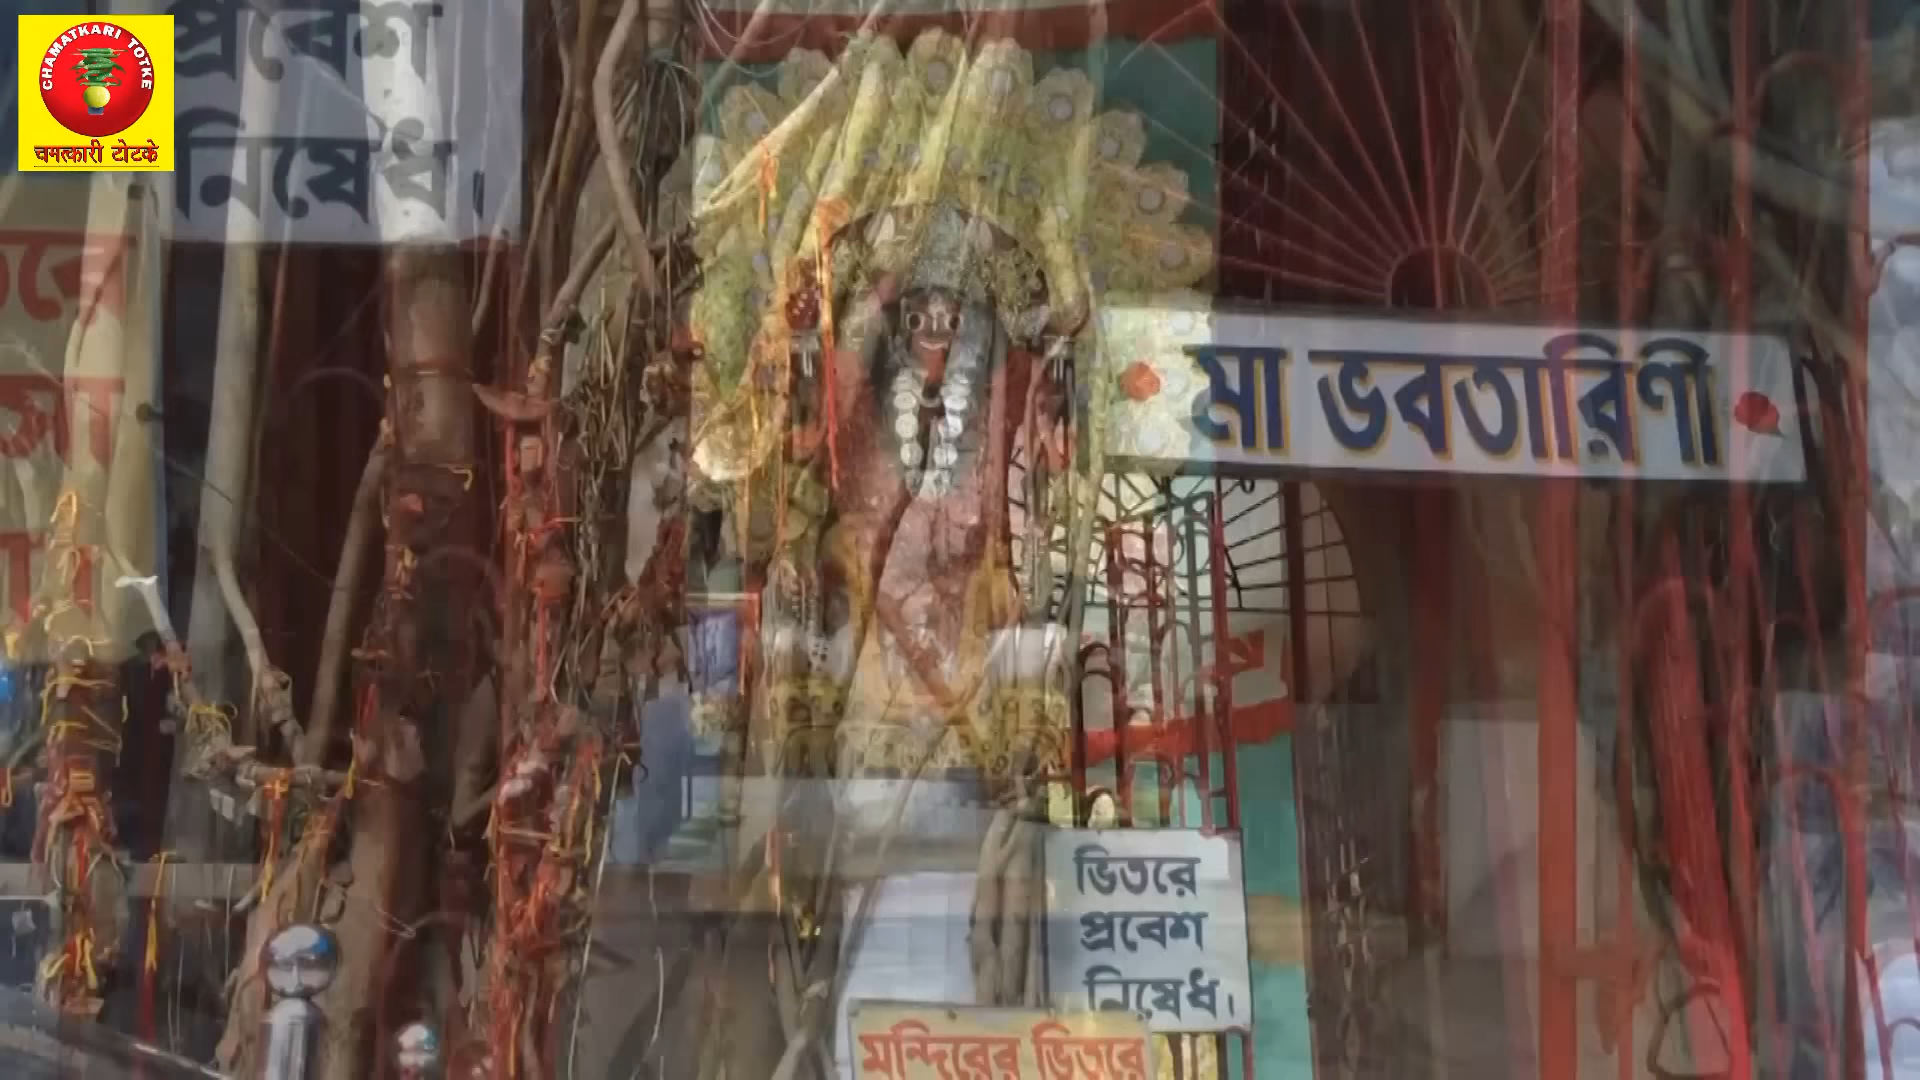 CHAMATKARI TOTKE
चमत्कारी टोटके
প্রবেশ
নিষেধ।
মা ভবতারিণী
ভিতরে
প্রবেশ
নিষেধ।
মন্দিরের ভিতরে